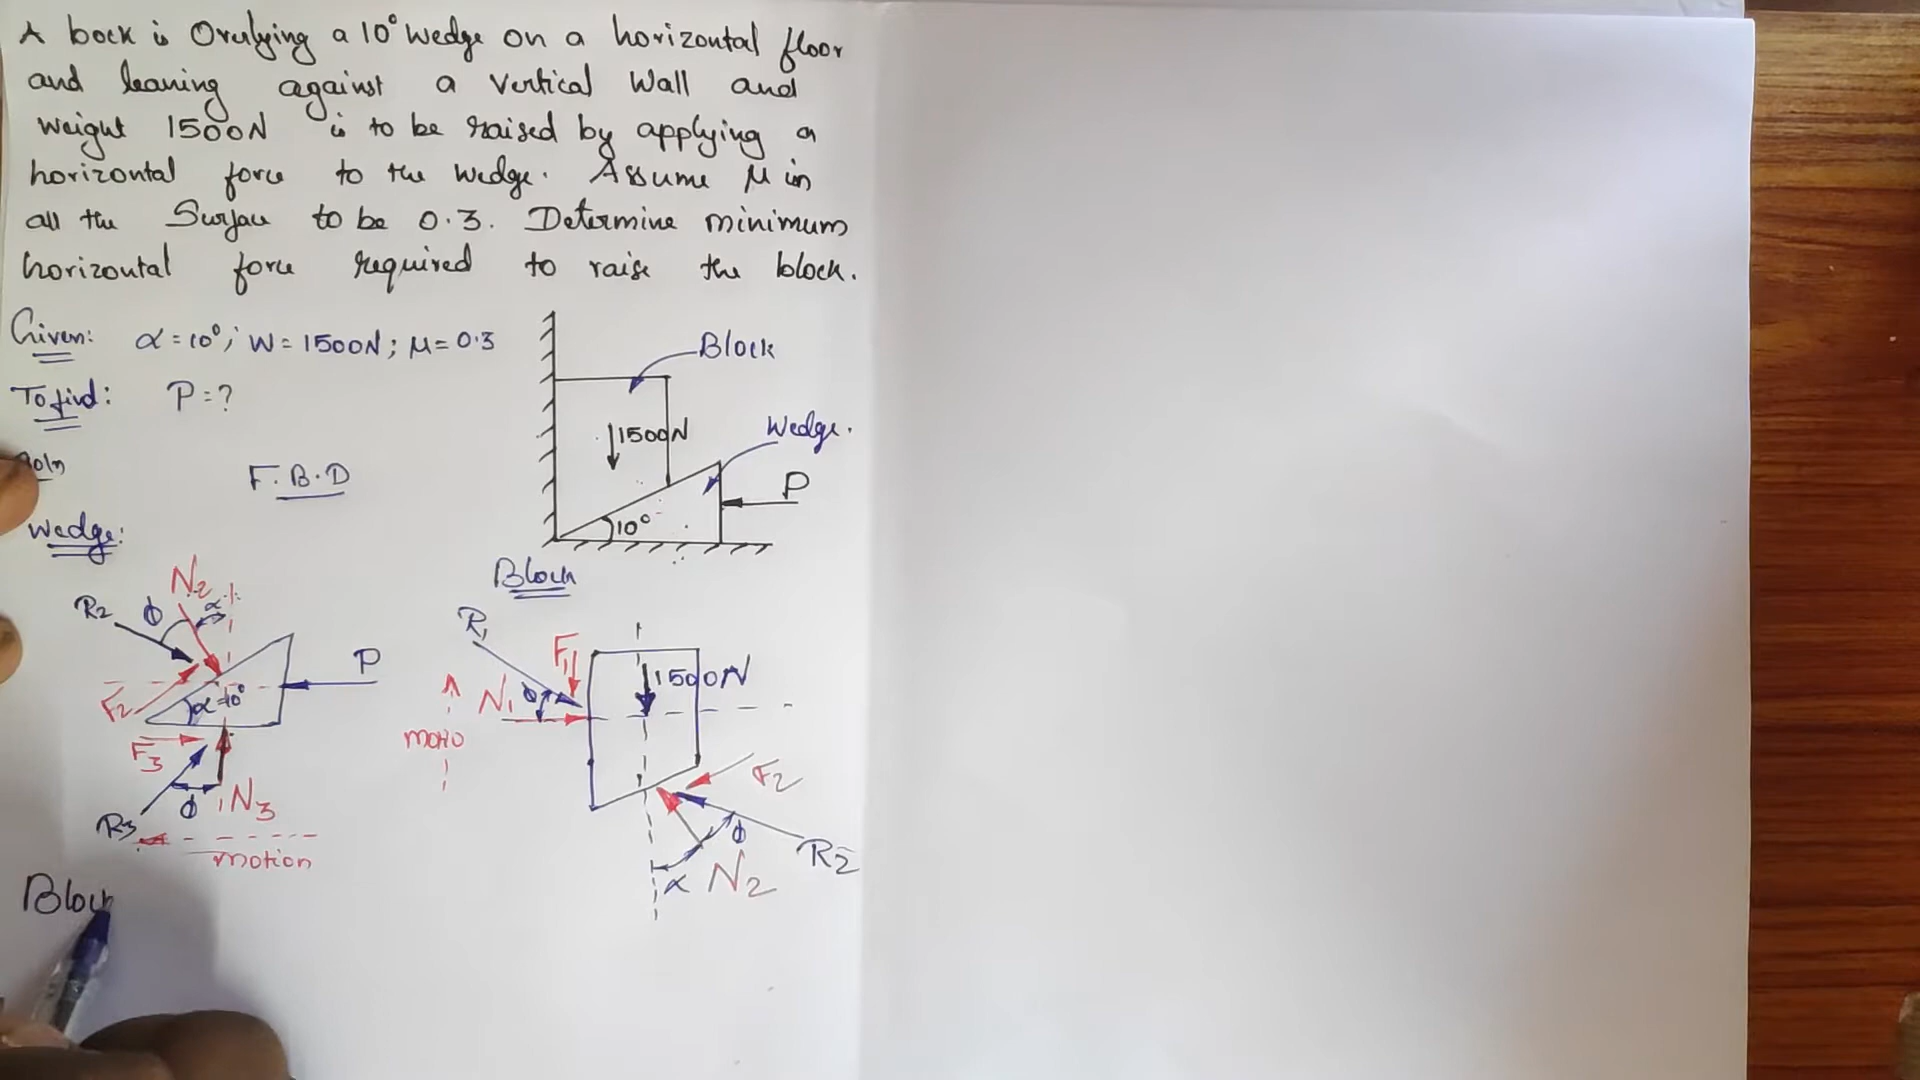 A bock is Overlying a 10° Wedge on a horizontal floor
and leaning against a Vertical Wall and
Weight 1500N is to be raised by applying a
horizontal force to the wedge. Assume μ in
all the Surface to be 0.3. Determine minimum
horizontal force required to raise the block.
Given: α = 10°; W = 1500N; μ = 0.3
To find: P = ?
Soln
F.B.D
Block
1500N
Wedge.
P
10°
Wedge:
N2
R2
φ
α
P
F2
α=10°
F3
N3
φ
R3
motion
Block
R1
F1
1500N
N1
φ
F2
φ
R2
α
N2
Block